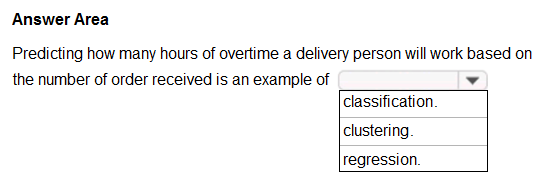 Answer Area
Predicting how many hours of overtime a delivery person will work based on
the number of order received is an example of
classification.
clustering.
regression.